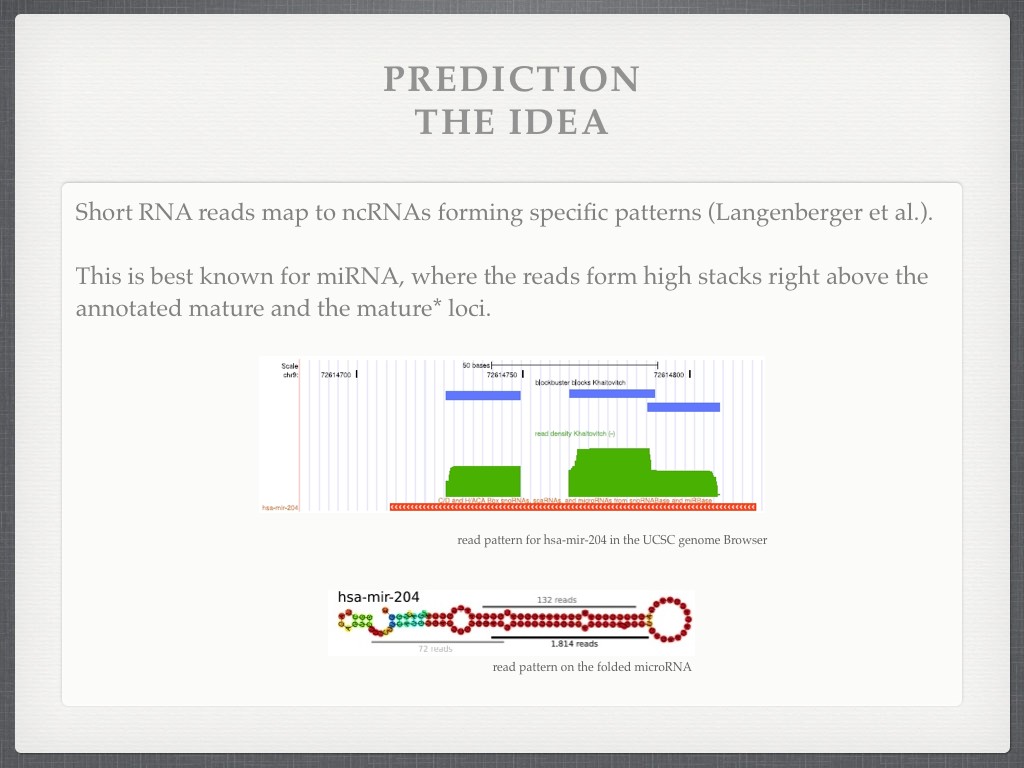 PREDICTION
THE IDEA
Short RNA reads map to ncRNAs forming specific patterns (Langenberger et al.).
This is best known for miRNA, where the reads form high stacks right above the
annotated mature and the mature* loci.
Scale 50 bases
chr9: 72614700 72614750 72614800
blockbuster blocks Khaitovitch
read density Khaitovitch (-)
C/D and H/ACA Box snoRNAs, scaRNAs, and microRNAs from snoRNABase and miRBase
hsa-mir-204
read pattern for hsa-mir-204 in the UCSC genome Browser
hsa-mir-204
132 reads
1.814 reads
72 reads
read pattern on the folded microRNA